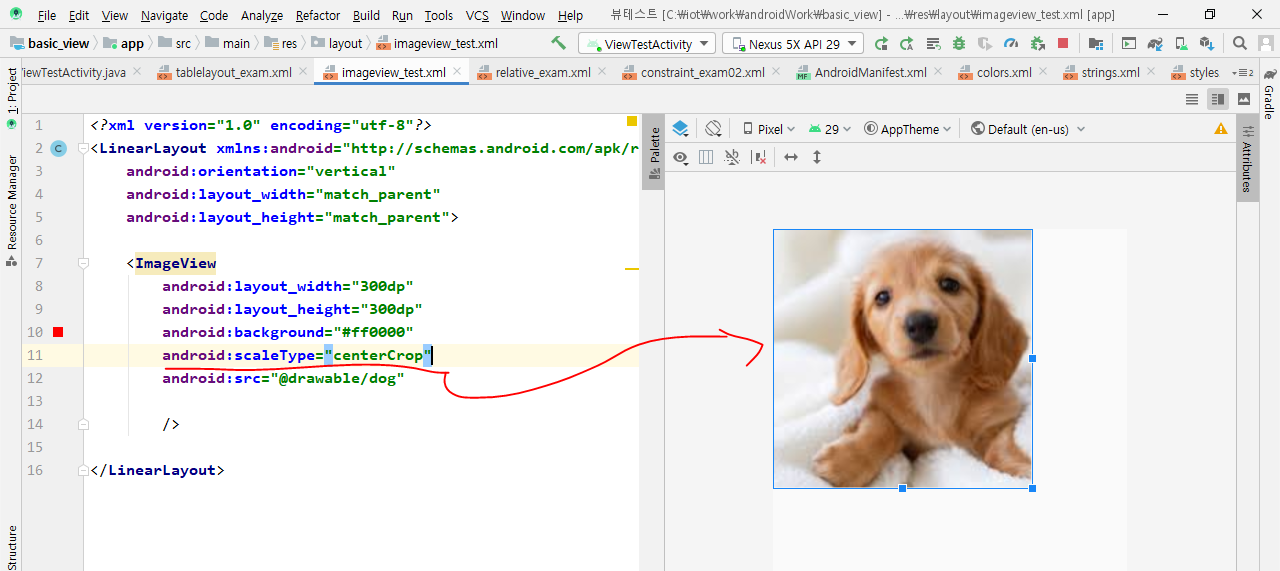 File Edit View Navigate Code Analyze Refactor Build Run Tools VCS Window Help 뷰테스트 [C:₩iot₩work₩androidWork₩basic_view] - ...₩res₩layout₩imageview_test.xml [app]
basic_view app src main res layout imageview_test.xml ViewTestActivity Nexus 5X API 29
ViewTestActivity.java tablelayout_exam.xml imageview_test.xml relative_exam.xml constraint_exam02.xml AndroidManifest.xml colors.xml strings.xml styles
1: Project
Resource Manager
Structure
Gradle
Palette
Attributes
Pixel 29 AppTheme Default (en-us)
1 <?xml version="1.0" encoding="utf-8"?>
2 <LinearLayout xmlns:android="http://schemas.android.com/apk/r
3 android:orientation="vertical"
4 android:layout_width="match_parent"
5 android:layout_height="match_parent">
6
7 <ImageView
8 android:layout_width="300dp"
9 android:layout_height="300dp"
10 android:background="#ff0000"
11 android:scaleType="centerCrop"
12 android:src="@drawable/dog"
13
14 />
15
16 </LinearLayout>